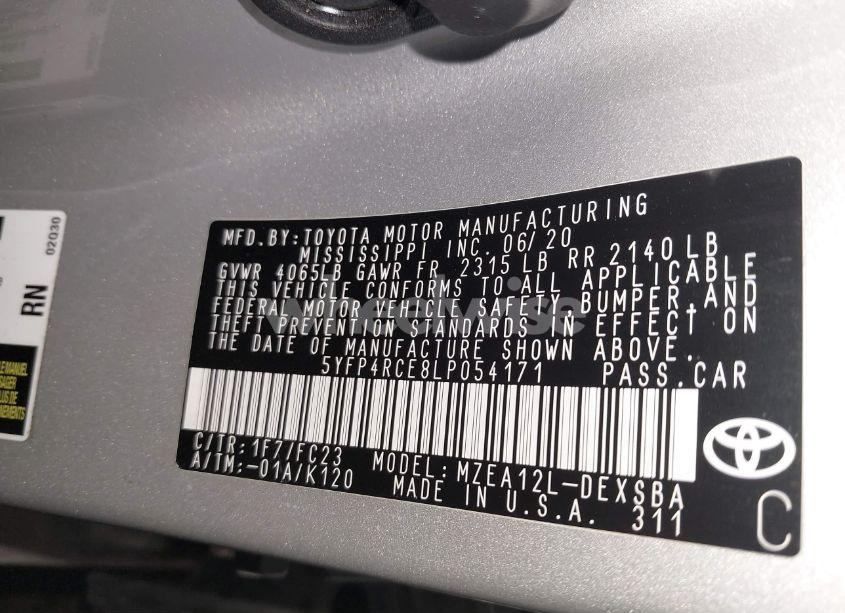 MFD.BY:TOYOTA MOTOR MANUFACTURING
MISSISSIPPI INC. 06/20
GVWR 4065LB GAWR FR 2315 LB RR 2140 LB
THIS VEHICLE CONFORMS TO ALL APPLICABLE
FEDERAL MOTOR VEHICLE SAFETY,BUMPER,AND
THEFT PREVENTION STANDARDS IN EFFECT ON
THE DATE OF MANUFACTURE SHOWN ABOVE.
5YFP4RCE8LP054171 PASS.CAR
C/TR:1F7/FC23 MODEL:MZEA12L-DEXSBA
A/TM:-01A/K120 MADE IN U.S.A. 311
C
wheelwise
02030
RN